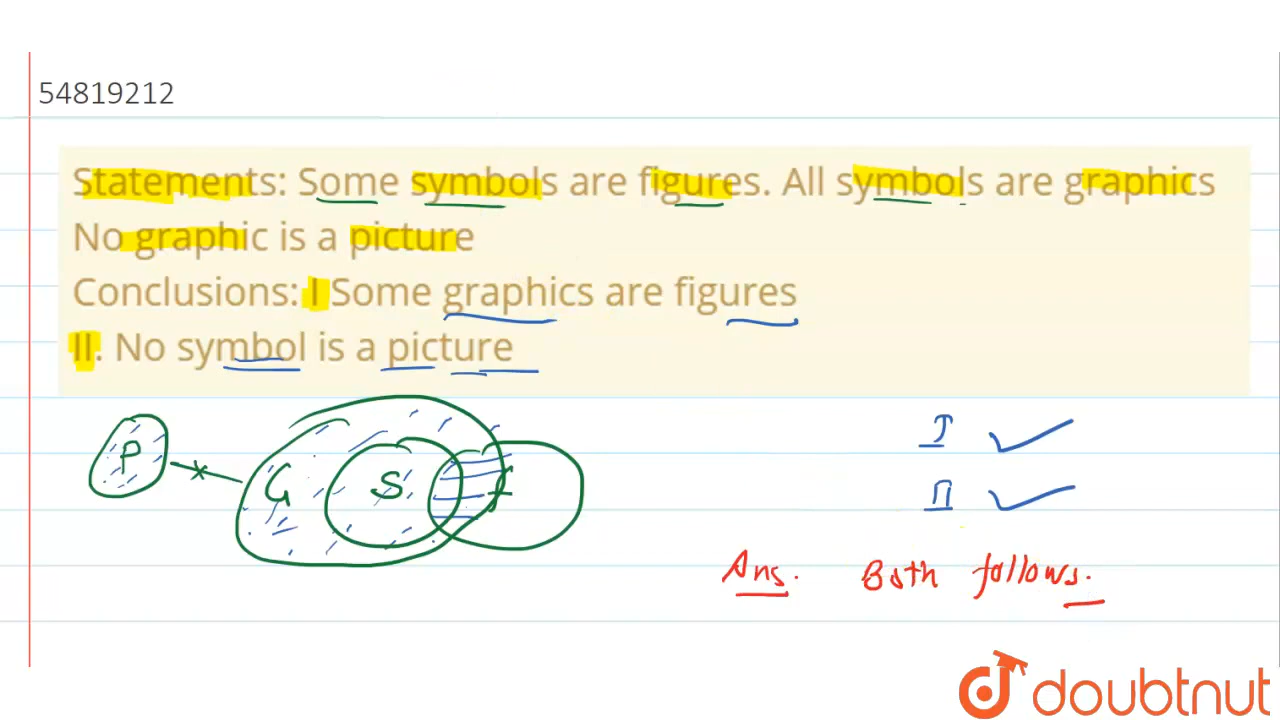 54819212
Statements: Some symbols are figures. All symbols are graphics
No graphic is a picture
Conclusions: I Some graphics are figures
II. No symbol is a picture
P G S f
I
II
Ans. Both follows.
doubtnut